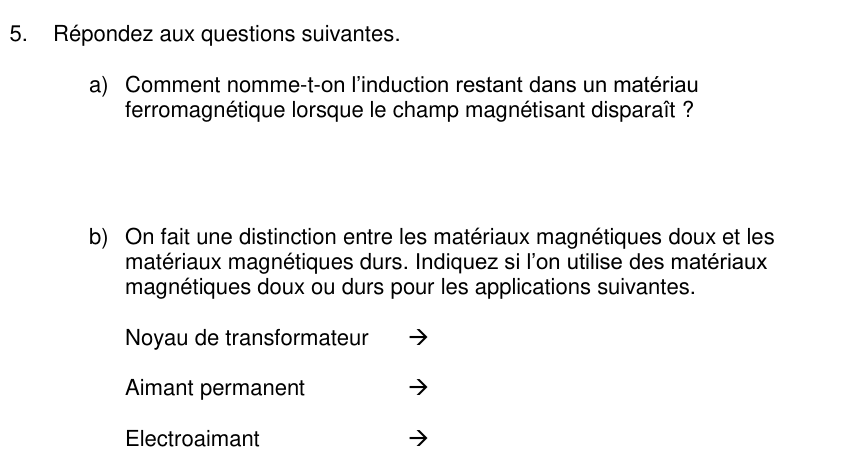 5. Répondez aux questions suivantes.
a) Comment nomme-t-on l'induction restant dans un matériau
ferromagnétique lorsque le champ magnétisant disparaît ?
b) On fait une distinction entre les matériaux magnétiques doux et les
matériaux magnétiques durs. Indiquez si l'on utilise des matériaux
magnétiques doux ou durs pour les applications suivantes.
Noyau de transformateur →
Aimant permanent →
Electroaimant →